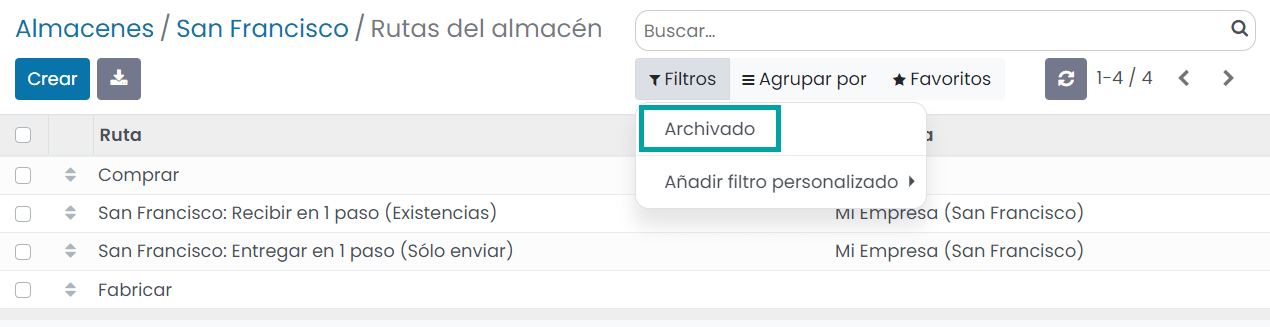 Almacenes / San Francisco / Rutas del almacén
Buscar...
Crear
Filtros Agrupar por Favoritos 1-4 / 4
Archivado
Añadir filtro personalizado
Ruta a
Comprar
San Francisco: Recibir en 1 paso (Existencias) Mi Empresa (San Francisco)
San Francisco: Entregar en 1 paso (Sólo enviar) Mi Empresa (San Francisco)
Fabricar